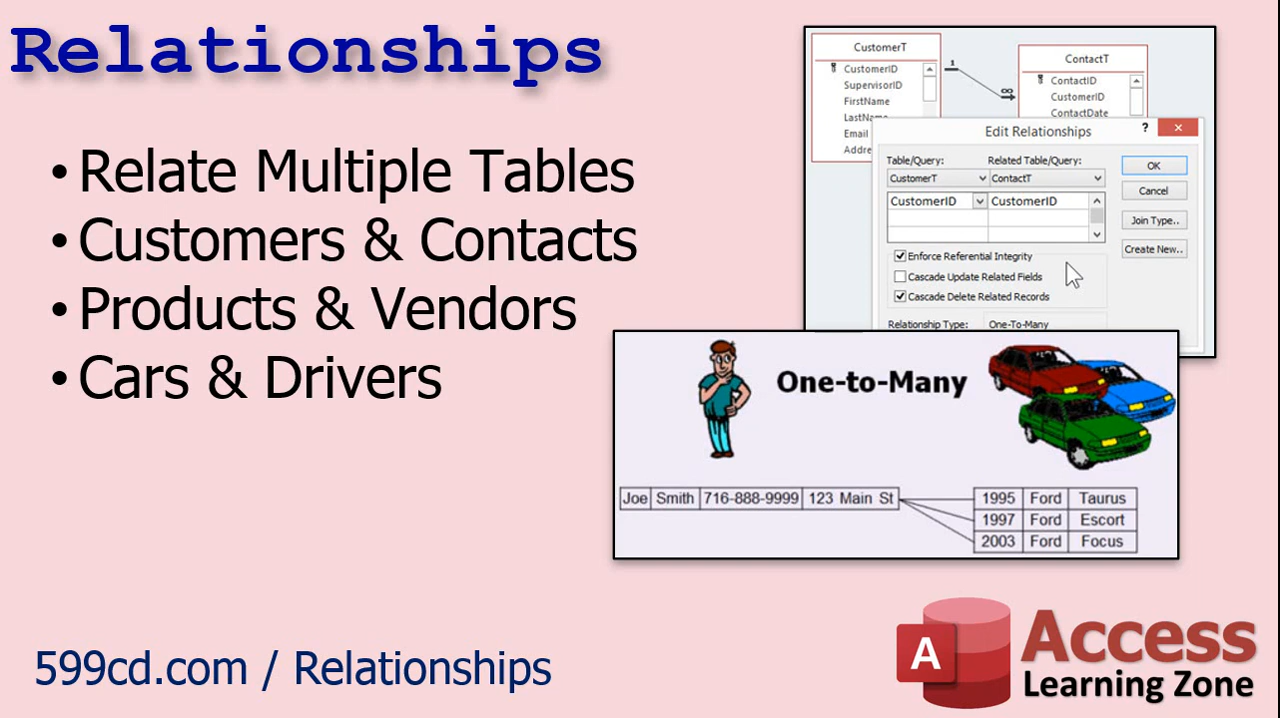 Relationships
• Relate Multiple Tables
• Customers & Contacts
• Products & Vendors
• Cars & Drivers
CustomerT
CustomerID
SupervisorID
FirstName
LastName
Email
Addre
1
∞
ContactT
ContactID
CustomerID
ContactDate
Edit Relationships
?
Table/Query: Related Table/Query:
CustomerT ContactT
CustomerID CustomerID
OK
Cancel
Join Type..
Create New..
Enforce Referential Integrity
Cascade Update Related Fields
Cascade Delete Related Records
Relationship Type: One-To-Many
One-to-Many
Joe Smith 716-888-9999 123 Main St
1995 Ford Taurus
1997 Ford Escort
2003 Ford Focus
599cd.com / Relationships
A
Access
Learning Zone